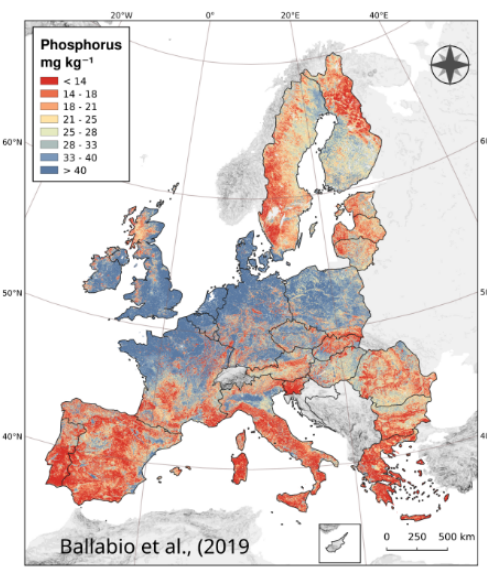 20°W 0° 20°E 40°E
Phosphorus
mg kg⁻¹
< 14
14 - 18
18 - 21
21 - 25
25 - 28
28 - 33
33 - 40
> 40
60°N
50°N
40°N
0 250 500 km
Ballabio et al., (2019